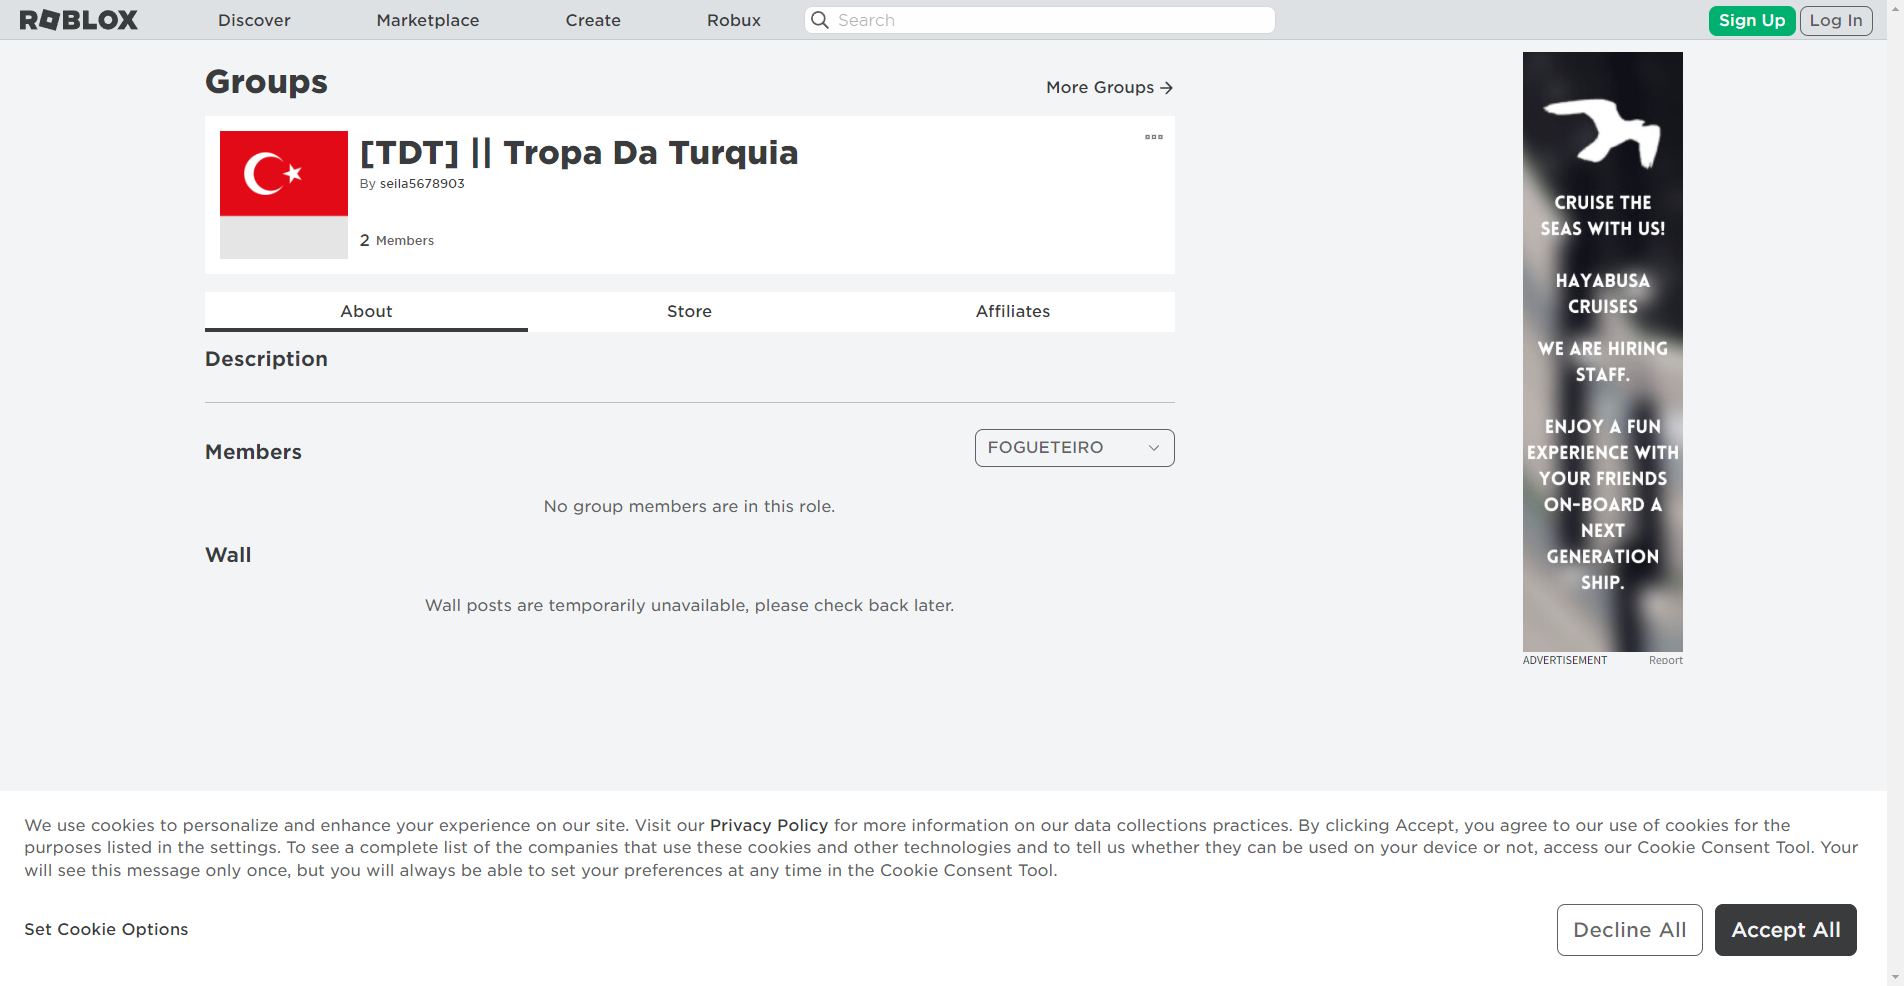 ROBLOX
Discover
Marketplace
Create
Robux
Search
Sign Up
Log In
Groups
More Groups
[TDT] || Tropa Da Turquia
By seila5678903
2 Members
About
Store
Affiliates
Description
Members
FOGUETEIRO
No group members are in this role.
Wall
Wall posts are temporarily unavailable, please check back later.
CRUISE THE
SEAS WITH US!
HAYABUSA
CRUISES
WE ARE HIRING
STAFF.
ENJOY A FUN
EXPERIENCE WITH
YOUR FRIENDS
ON-BOARD A
NEXT
GENERATION
SHIP.
ADVERTISEMENT
Report
We use cookies to personalize and enhance your experience on our site. Visit our Privacy Policy for more information on our data collections practices. By clicking Accept, you agree to our use of cookies for the
purposes listed in the settings. To see a complete list of the companies that use these cookies and other technologies and to tell us whether they can be used on your device or not, access our Cookie Consent Tool. Your
will see this message only once, but you will always be able to set your preferences at any time in the Cookie Consent Tool.
Set Cookie Options
Decline All
Accept All